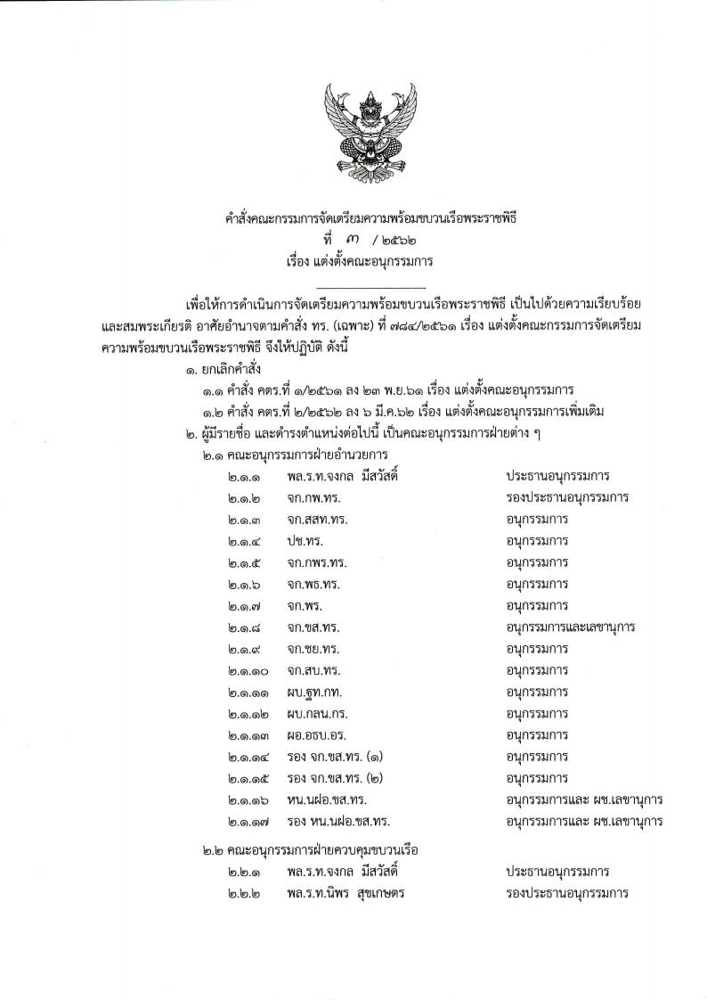 คำสั่งคณะกรรมการจัดเตรียมความพร้อมขบวนเรือพระราชพิธี
ที่ ๓ / ๒๕๖๒
เรื่อง แต่งตั้งคณะอนุกรรมการ
เพื่อให้การดำเนินการจัดเตรียมความพร้อมขบวนเรือพระราชพิธี เป็นไปด้วยความเรียบร้อย
และสมพระเกียรติ อาศัยอำนาจตามคำสั่ง ทร. (เฉพาะ) ที่ ๗๘๔/๒๕๖๑ เรื่อง แต่งตั้งคณะกรรมการจัดเตรียม
ความพร้อมขบวนเรือพระราชพิธี จึงให้ปฏิบัติ ดังนี้
๑. ยกเลิกคำสั่ง
๑.๑ คำสั่ง คตร.ที่ ๑/๒๕๖๑ ลง ๒๓ พ.ย.๖๑ เรื่อง แต่งตั้งคณะอนุกรรมการ
๑.๒ คำสั่ง คตร.ที่ ๒/๒๕๖๒ ลง ๖ มี.ค.๖๒ เรื่อง แต่งตั้งคณะอนุกรรมการเพิ่มเติม
๒. ผู้มีรายชื่อ และดำรงตำแหน่งต่อไปนี้ เป็นคณะอนุกรรมการฝ่ายต่าง ๆ
๒.๑ คณะอนุกรรมการฝ่ายอำนวยการ
๒.๑.๑ พล.ร.ท.จงกล มีสวัสดิ์ ประธานอนุกรรมการ
๒.๑.๒ จก.กพ.ทร. รองประธานอนุกรรมการ
๒.๑.๓ จก.สสท.ทร. อนุกรรมการ
๒.๑.๔ ปช.ทร. อนุกรรมการ
๒.๑.๕ จก.กพร.ทร. อนุกรรมการ
๒.๑.๖ จก.พธ.ทร. อนุกรรมการ
๒.๑.๗ จก.พร. อนุกรรมการ
๒.๑.๘ จก.ขส.ทร. อนุกรรมการและเลขานุการ
๒.๑.๙ จก.ชย.ทร. อนุกรรมการ
๒.๑.๑๐ จก.สบ.ทร. อนุกรรมการ
๒.๑.๑๑ ผบ.ฐท.กท. อนุกรรมการ
๒.๑.๑๒ ผบ.กลน.กร. อนุกรรมการ
๒.๑.๑๓ ผอ.อธบ.อร. อนุกรรมการ
๒.๑.๑๔ รอง จก.ขส.ทร. (๑) อนุกรรมการ
๒.๑.๑๕ รอง จก.ขส.ทร. (๒) อนุกรรมการ
๒.๑.๑๖ หน.นฝอ.ขส.ทร. อนุกรรมการและ ผช.เลขานุการ
๒.๑.๑๗ รอง หน.นฝอ.ขส.ทร. อนุกรรมการและ ผช.เลขานุการ
๒.๒ คณะอนุกรรมการฝ่ายควบคุมขบวนเรือ
๒.๒.๑ พล.ร.ท.จงกล มีสวัสดิ์ ประธานอนุกรรมการ
๒.๒.๒ พล.ร.ท.นิพร สุขเกษตร รองประธานอนุกรรมการ